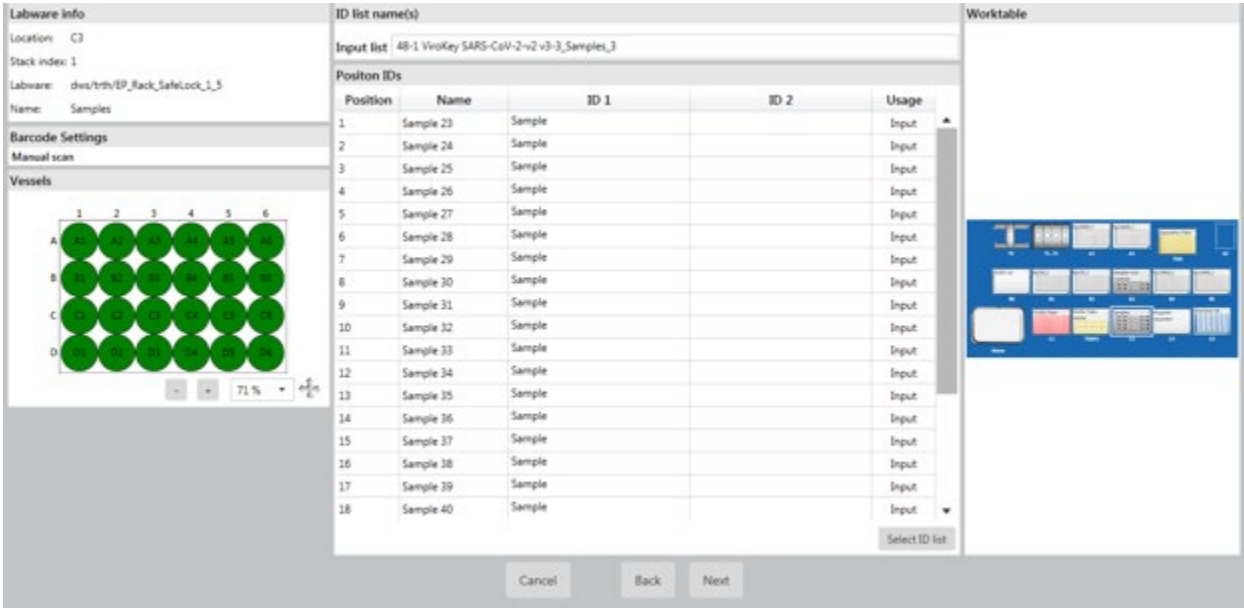 Labware info
Location: C3
Stack index: 1
Labware: dws/trth/EP_Rack_SafeLock_1_5
Name: Samples
Barcode Settings
Manual scan
Vessels
1 2 3 4 5 6
A A1 A2 A3 A4 A5 A6
B B1 B2 B3 B4 B5 B6
C C1 C2 C3 C4 C5 C6
D D1 D2 D3 D4 D5 D6
- + 71 %
ID list name(s)
Input list 48-1 ViroKey SARS-CoV-2-v2 v3-3_Samples_3
Positon IDs
Position Name ID 1 ID 2 Usage
1 Sample 23 Sample Input
2 Sample 24 Sample Input
3 Sample 25 Sample Input
4 Sample 26 Sample Input
5 Sample 27 Sample Input
6 Sample 28 Sample Input
7 Sample 29 Sample Input
8 Sample 30 Sample Input
9 Sample 31 Sample Input
10 Sample 32 Sample Input
11 Sample 33 Sample Input
12 Sample 34 Sample Input
13 Sample 35 Sample Input
14 Sample 36 Sample Input
15 Sample 37 Sample Input
16 Sample 38 Sample Input
17 Sample 39 Sample Input
18 Sample 40 Sample Input
Select ID list
Worktable
Cancel Back Next